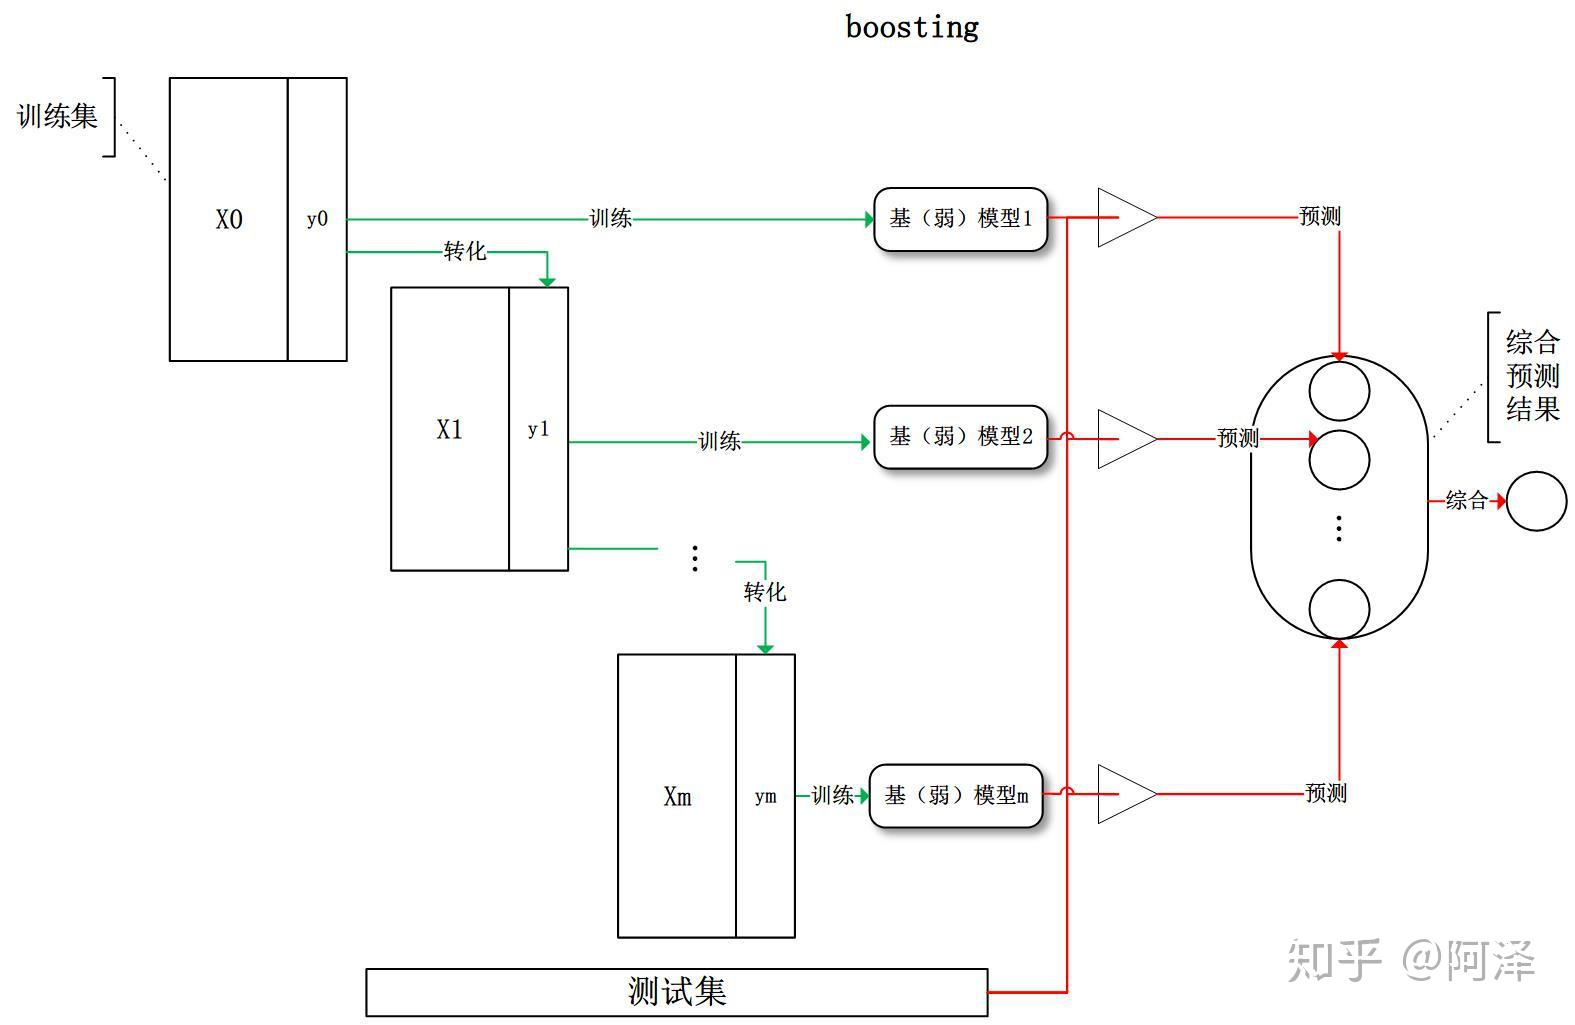 boosting
训练集
X0
y0
训练
基（弱）模型1
预测
转化
X1
y1
训练
基（弱）模型2
预测
综合
预测
结果
综合
转化
Xm
ym
训练
基（弱）模型m
预测
测试集
知乎 @阿泽